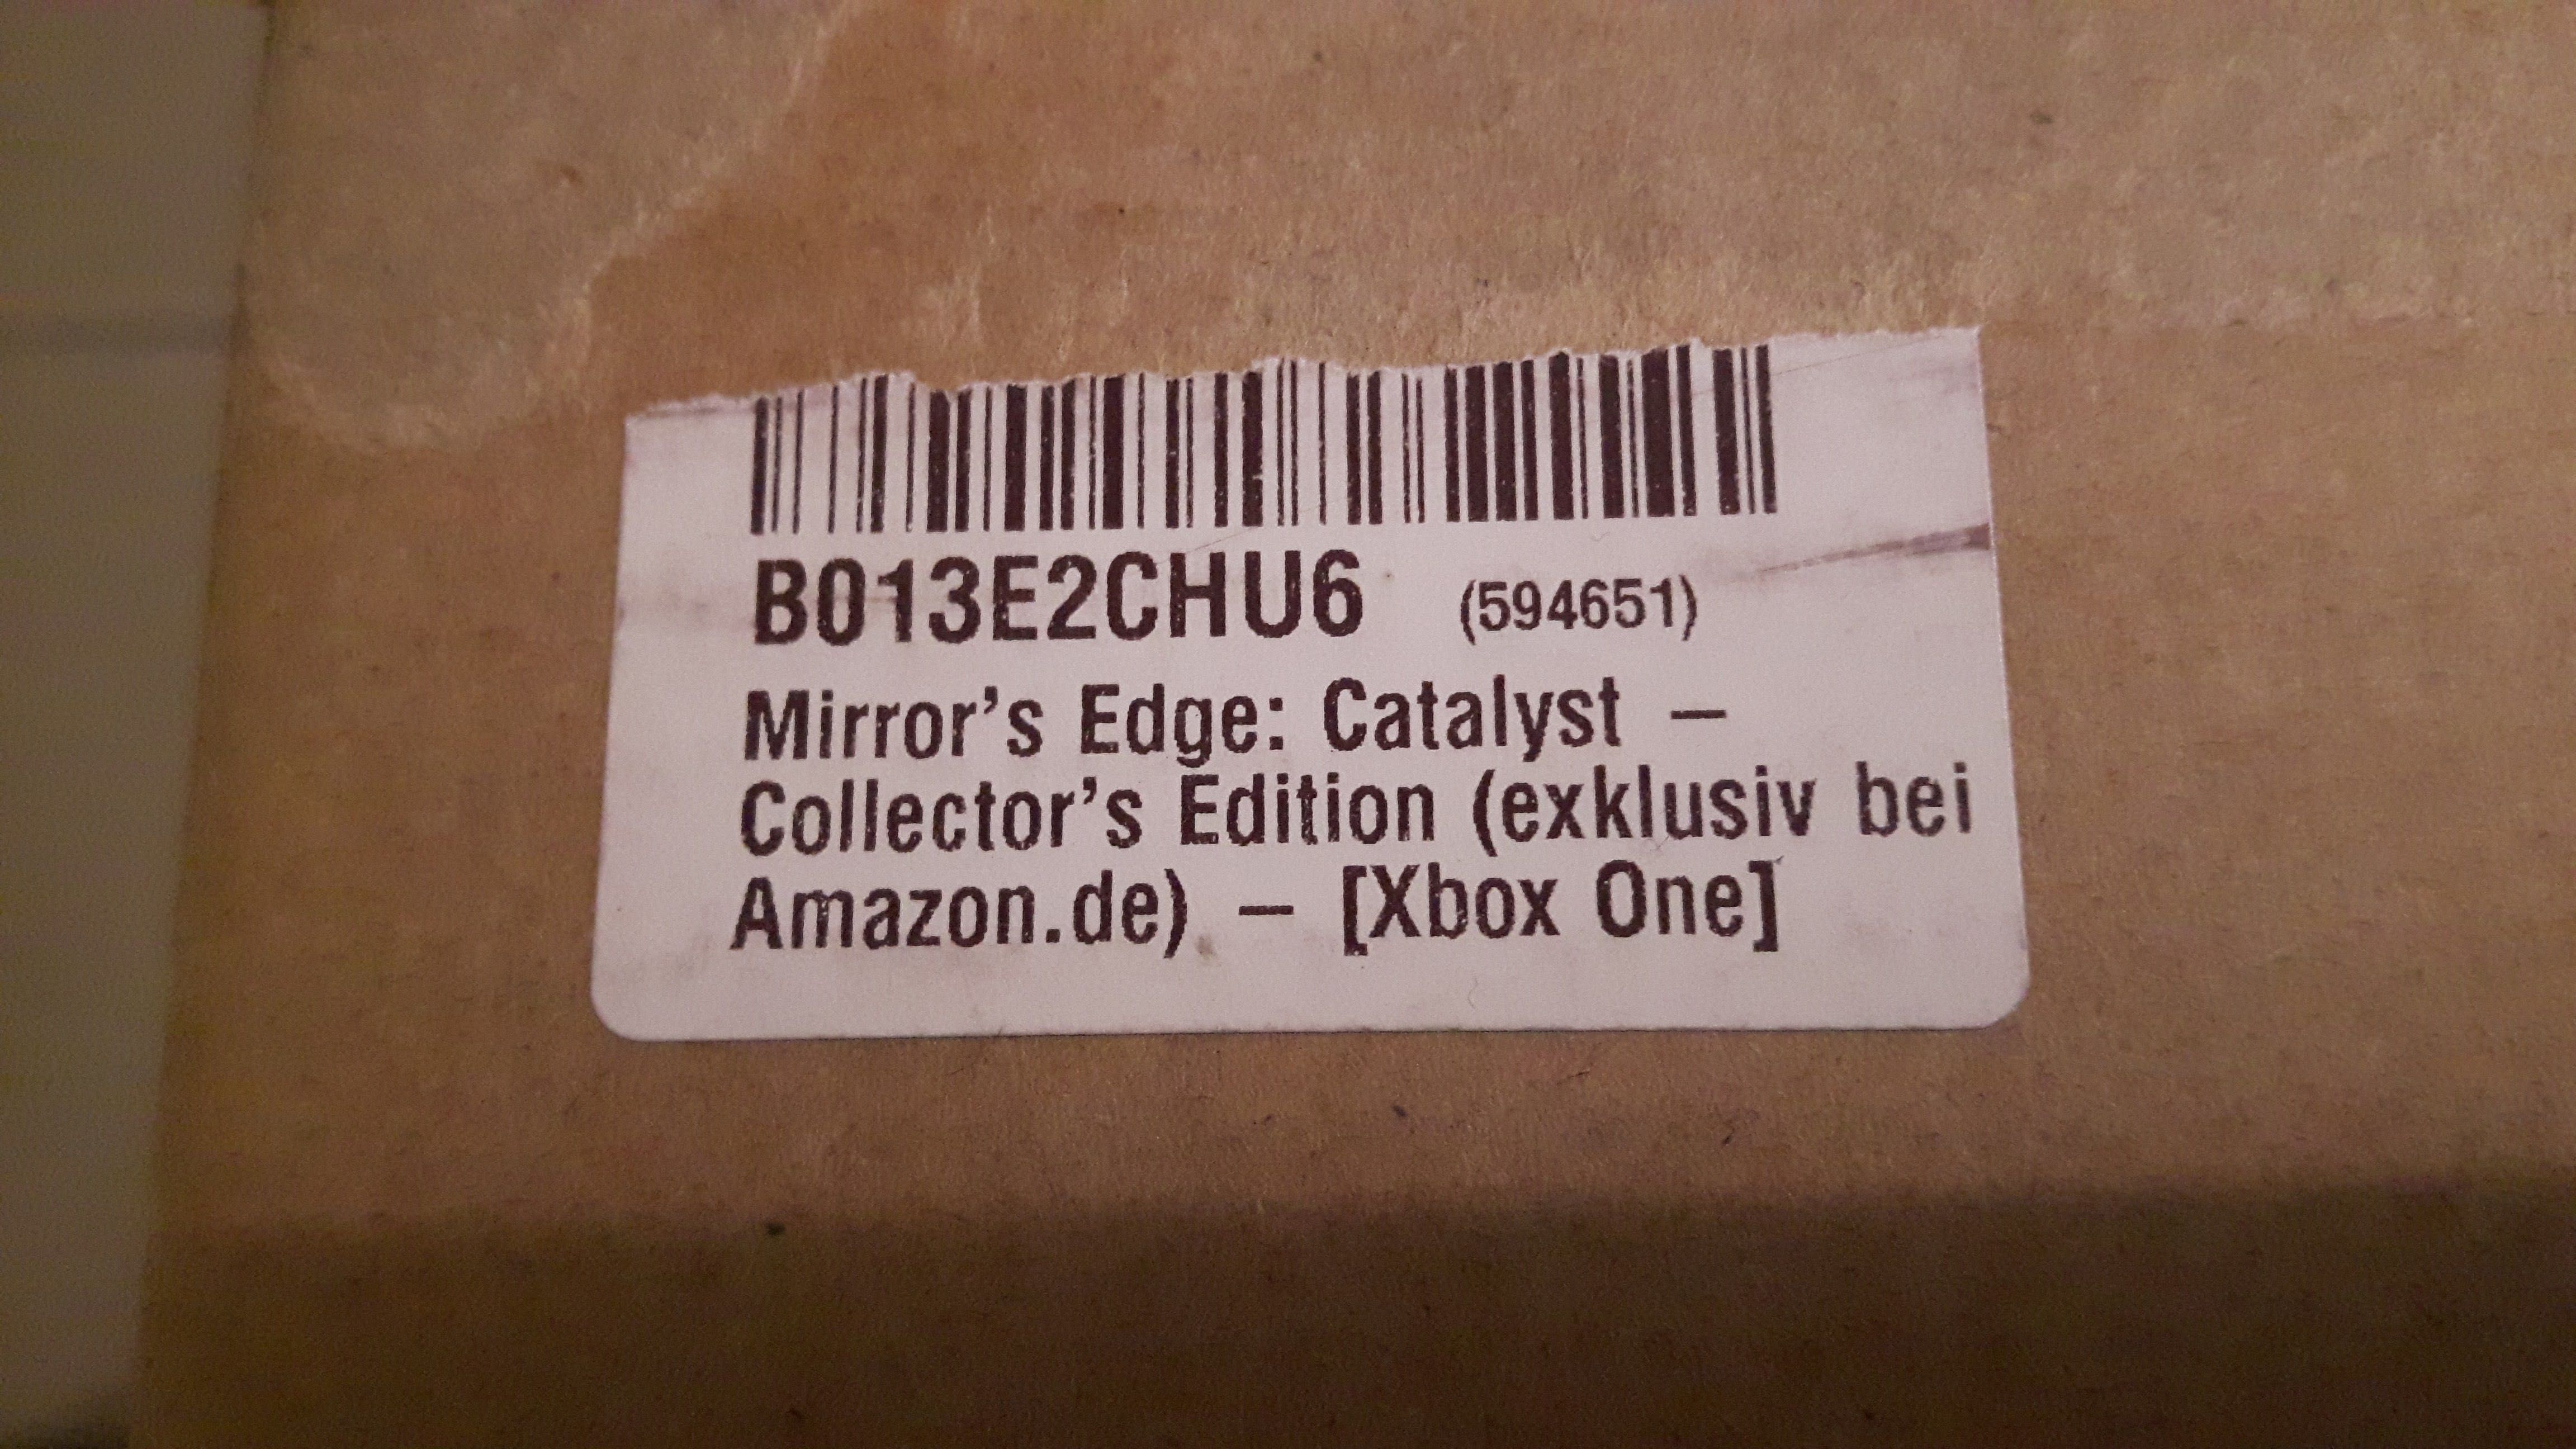 B013E2CHU6 (594651)
Mirror's Edge: Catalyst –
Collector's Edition (exklusiv bei
Amazon.de) – [Xbox One]